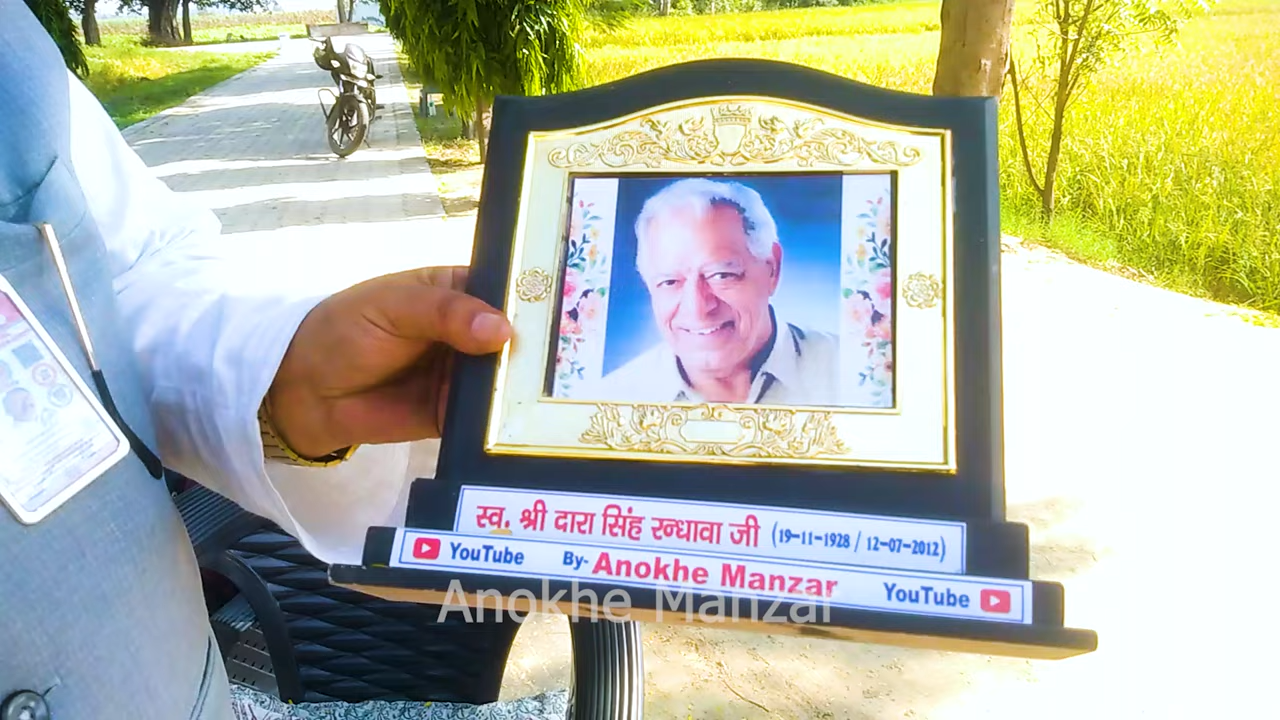 स्व. श्री दारा सिंह रन्धावा जी (19-11-1928 / 12-07-2012)
YouTube By- Anokhe Manzar YouTube
Anokhe Manzar